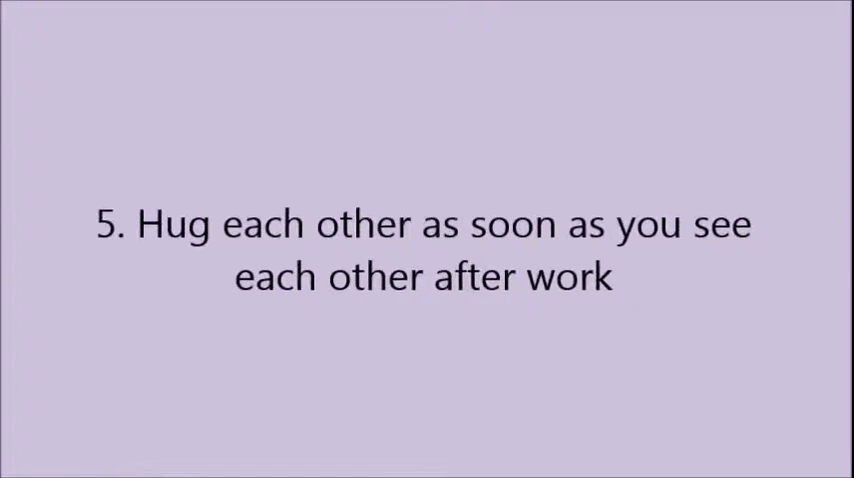 5. Hug each other as soon as you see
each other after work